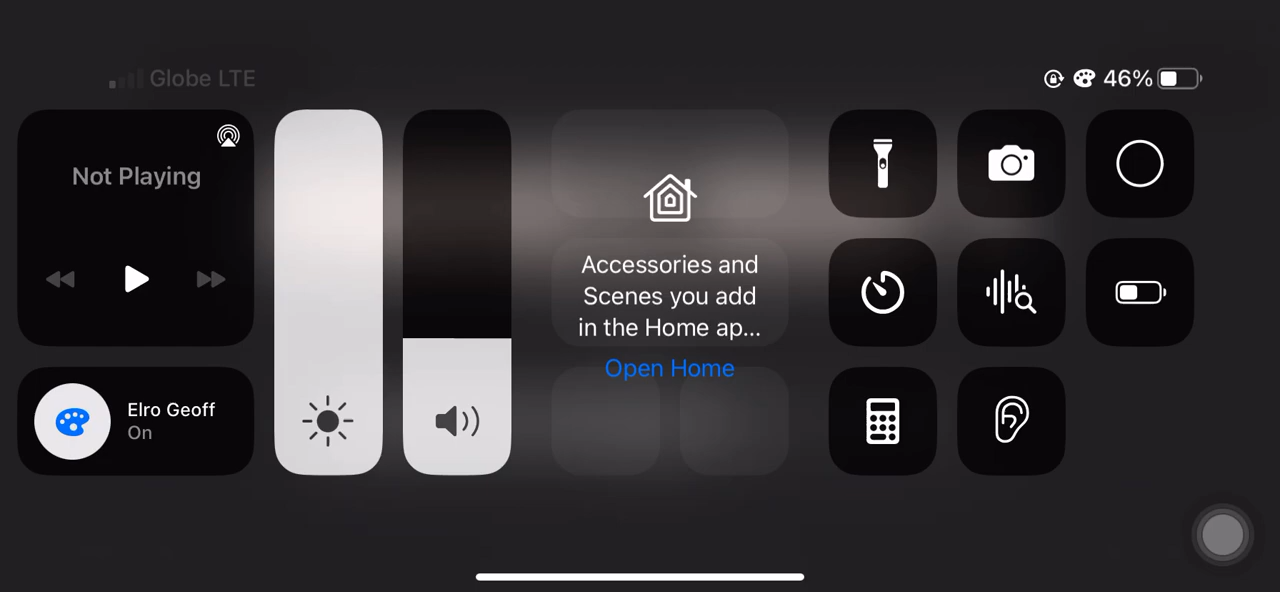 Globe LTE
46%
Not Playing
Elro Geoff
On
Accessories and
Scenes you add
in the Home ap...
Open Home